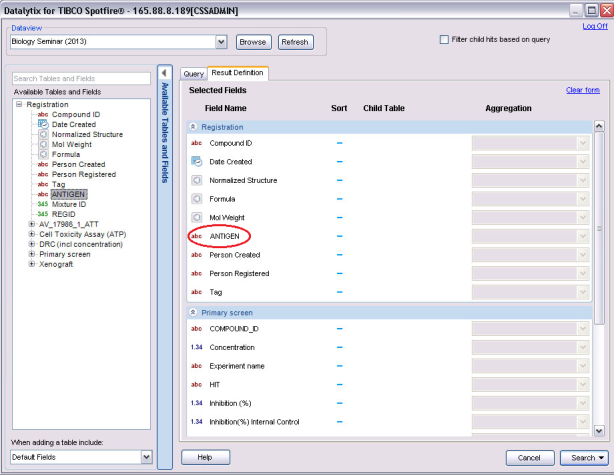 Datalytix for TIBCO Spotfire® - 165.88.8.189[CSSADMIN]
Log Off
Dataview
Biology Seminar (2013)
Browse
Refresh
Filter child hits based on query
Search Tables and Fields
Available Tables and Fields
Registration
abc Compound ID
Date Created
Normalized Structure
Mol Weight
Formula
abc Person Created
abc Person Registered
abc Tag
abc ANTIGEN
345 Mixture ID
345 REGID
AV_17986_1_ATT
Cell Toxicity Assay (ATP)
DRC (incl concentration)
Primary screen
Xenograft
When adding a table include:
Default Fields
Available Tables and Fields
Query
Result Definition
Selected Fields
Clear form
Field Name Sort Child Table Aggregation
Registration
abc Compound ID
Date Created
Normalized Structure
Formula
Mol Weight
abc ANTIGEN
abc Person Created
abc Person Registered
abc Tag
Primary screen
abc COMPOUND_ID
1.34 Concentration
abc Experiment name
abc HIT
1.34 Inhibition (%)
1.34 Inhibition(%) Internal Control
Help
Cancel
Search